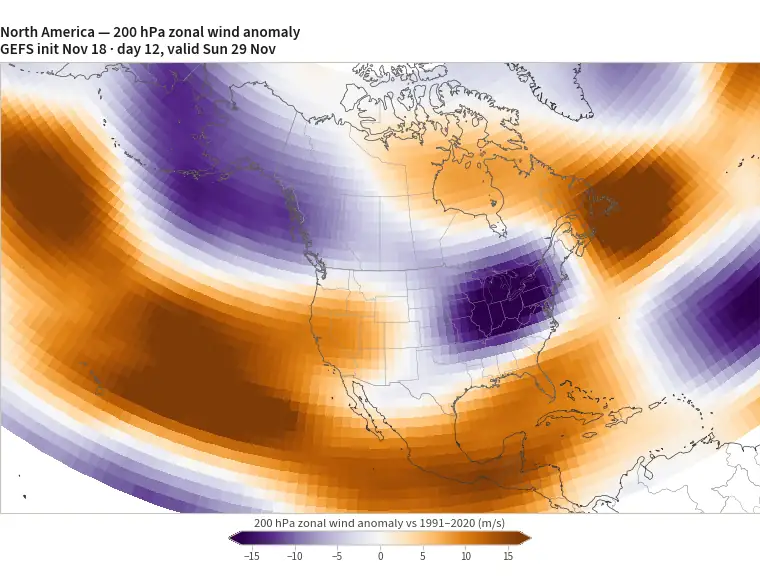 North America — 200 hPa zonal wind anomaly
GEFS init Nov 18 · day 12, valid Sun 29 Nov
200 hPa zonal wind anomaly vs 1991–2020 (m/s)
−15 −10 −5 0 5 10 15